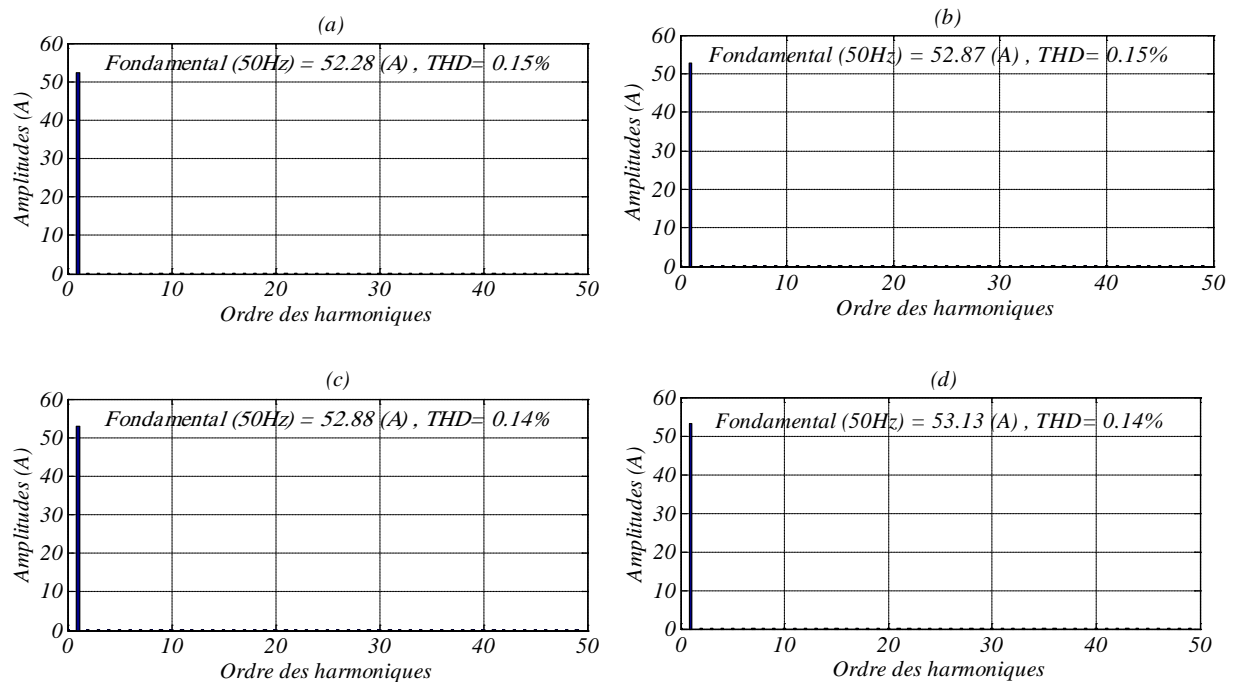 (a)
60
50
40
30
20
10
0
Fondamental (50Hz) = 52.28 (A) , THD= 0.15%
0 10 20 30 40 50
Ordre des harmoniques
Amplitudes (A)
(b)
60
50
40
30
20
10
0
Fondamental (50Hz) = 52.87 (A) , THD= 0.15%
0 10 20 30 40 50
Ordre des harmoniques
Amplitudes (A)
(c)
60
50
40
30
20
10
0
Fondamental (50Hz) = 52.88 (A) , THD= 0.14%
0 10 20 30 40 50
Ordre des harmoniques
Amplitudes (A)
(d)
60
50
40
30
20
10
0
Fondamental (50Hz) = 53.13 (A) , THD= 0.14%
0 10 20 30 40 50
Ordre des harmoniques
Amplitudes (A)